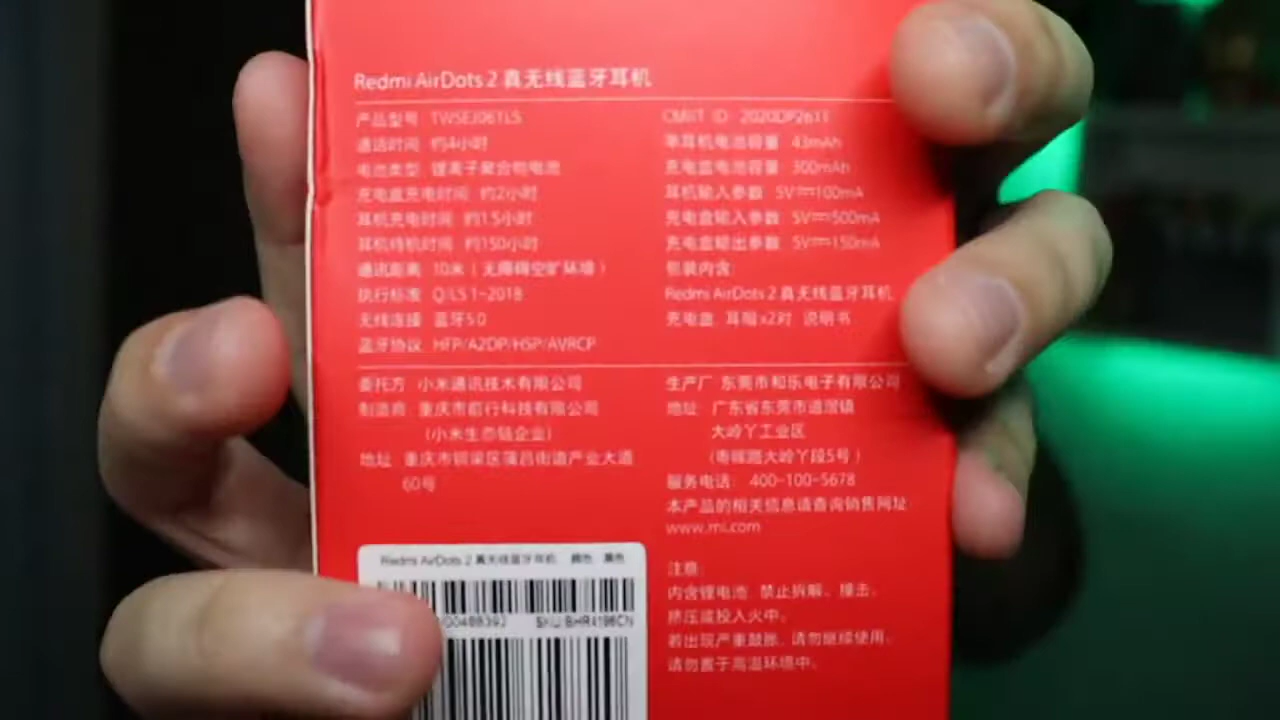 Redmi AirDots 2 真无线蓝牙耳机
产品型号 TWSEJ061LS
通话时间 约4小时
电池类型 锂离子聚合物电池
充电盒充电时间 约2小时
耳机充电时间 约1.5小时
耳机待机时间 约150小时
通讯距离 10米（无障碍空旷环境）
执行标准 Q/LS 1-2018
无线连接 蓝牙5.0
蓝牙协议 HFP/A2DP/HSP/AVRCP
CMIIT ID 2020DP2611
单耳机电池容量 43mAh
充电盒电池容量 300mAh
耳机输入参数 5V⎓100mA
充电盒输入参数 5V⎓500mA
充电盒输出参数 5V⎓150mA
包装内含:
Redmi AirDots 2 真无线蓝牙耳机
充电盒, 耳帽x2对 说明书
委托方 小米通讯技术有限公司
制造商 重庆市前行科技有限公司
(小米生态链企业)
地址 重庆市铜梁区蒲吕街道产业大道
60号
生产厂 东莞市和乐电子有限公司
地址: 广东省东莞市道滘镇
大岭丫工业区
(粤晖路大岭丫段5号)
服务电话: 400-100-5678
本产品的相关信息请查询销售网址
www.mi.com
注意:
内含锂电池, 禁止拆解、撞击、
挤压或投入火中。
若出现严重鼓胀, 请勿继续使用。
请勿置于高温环境中。
Redmi AirDots 2 真无线蓝牙耳机 颜色: 黑色
00488392 SKU:BHR4196CN